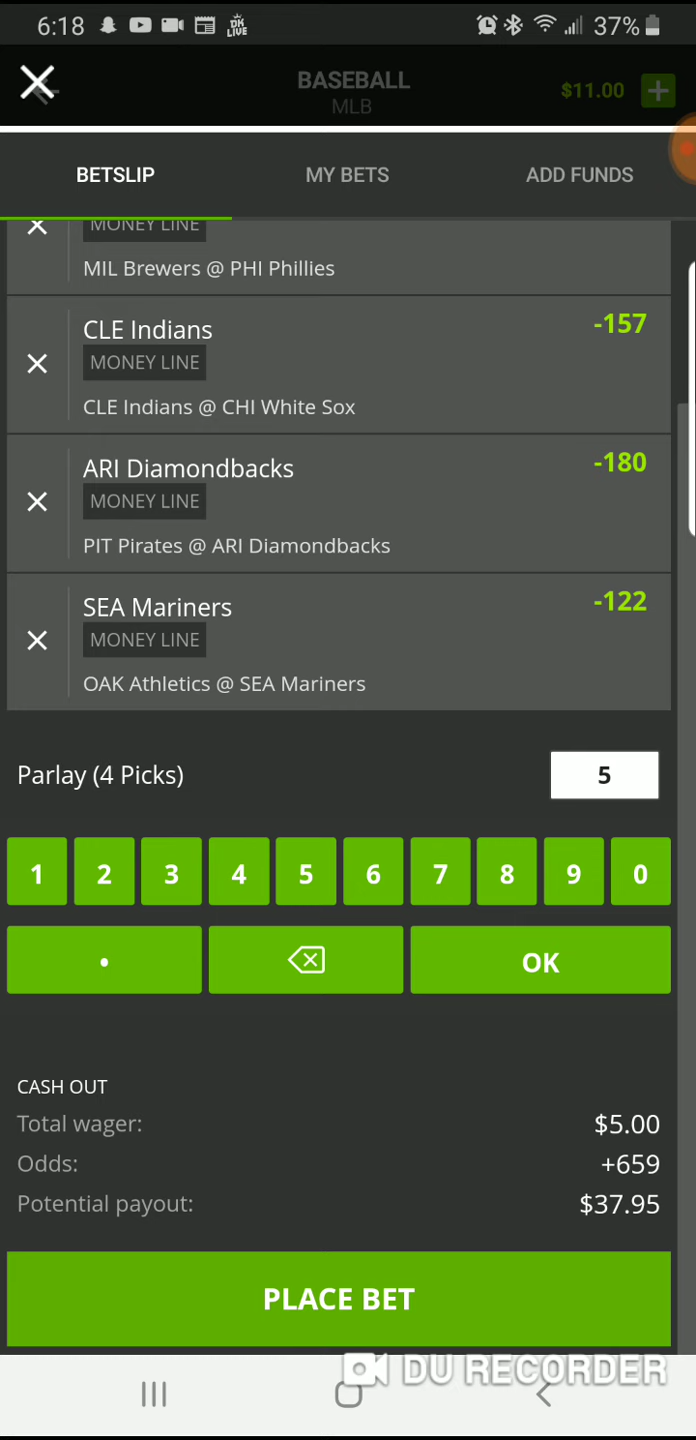 6:18
DK LIVE
37%
BASEBALL
MLB
$11.00
BETSLIP
MY BETS
ADD FUNDS
MONEY LINE
MIL Brewers @ PHI Phillies
CLE Indians
-157
MONEY LINE
CLE Indians @ CHI White Sox
ARI Diamondbacks
-180
MONEY LINE
PIT Pirates @ ARI Diamondbacks
SEA Mariners
-122
MONEY LINE
OAK Athletics @ SEA Mariners
Parlay (4 Picks)
5
1 2 3 4 5 6 7 8 9 0
. OK
CASH OUT
Total wager:
$5.00
Odds:
+659
Potential payout:
$37.95
PLACE BET
DU RECORDER